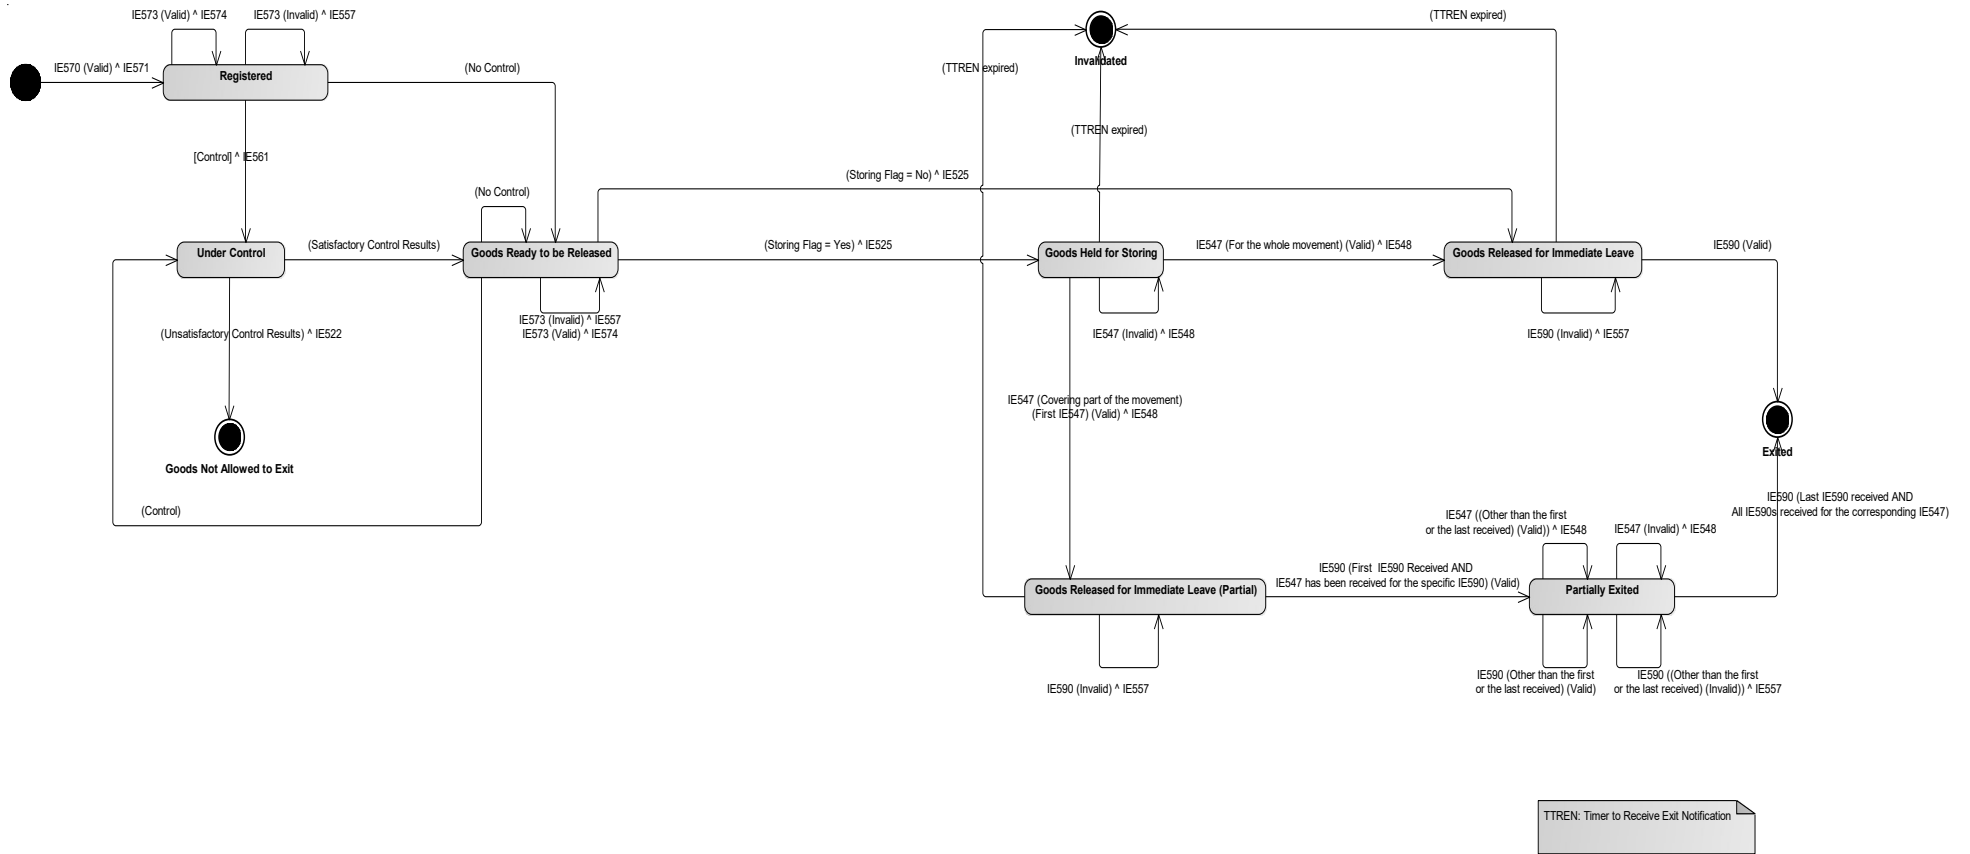 IE573 (Valid) ^ IE574
IE573 (Invalid) ^ IE557
(TTREN expired)
IE570 (Valid) ^ IE571
Registered
(No Control)
(TTREN expired)
Invalidated
(TTREN expired)
[Control] ^ IE561
(Storing Flag = No) ^ IE525
(No Control)
Under Control
(Satisfactory Control Results)
Goods Ready to be Released
(Storing Flag = Yes) ^ IE525
Goods Held for Storing
IE547 (For the whole movement) (Valid) ^ IE548
Goods Released for Immediate Leave
IE590 (Valid)
(Unsatisfactory Control Results) ^ IE522
IE573 (Invalid) ^ IE557
IE573 (Valid) ^ IE574
IE547 (Invalid) ^ IE548
IE590 (Invalid) ^ IE557
IE547 (Covering part of the movement)
(First IE547) (Valid) ^ IE548
Goods Not Allowed to Exit
Exited
(Control)
IE590 (Last IE590 received AND
All IE590s received for the corresponding IE547)
IE547 ((Other than the first
or the last received) (Valid)) ^ IE548
IE547 (Invalid) ^ IE548
Goods Released for Immediate Leave (Partial)
IE590 (First IE590 Received AND
IE547 has been received for the specific IE590) (Valid)
Partially Exited
IE590 (Invalid) ^ IE557
IE590 (Other than the first
or the last received) (Valid)
IE590 ((Other than the first
or the last received) (Invalid)) ^ IE557
TTREN: Timer to Receive Exit Notification